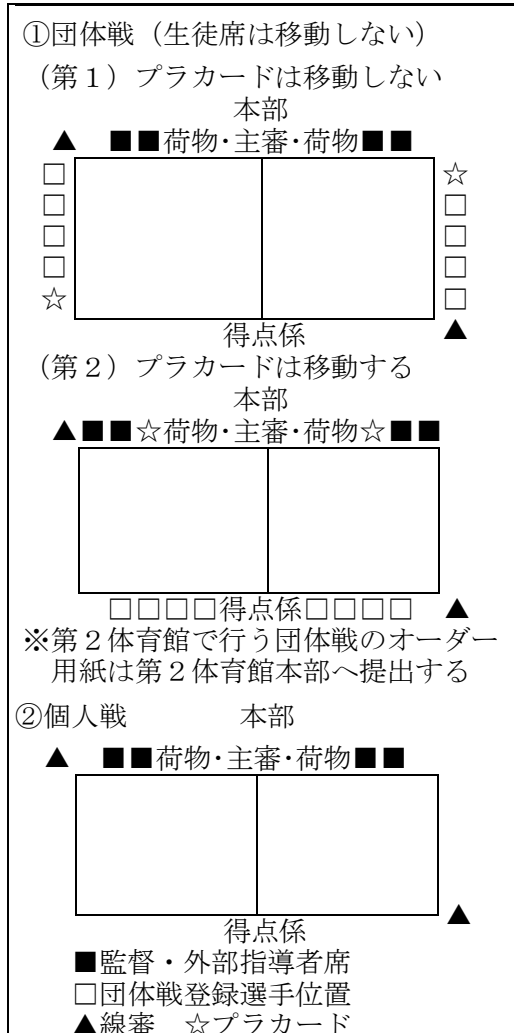 ①団体戦（生徒席は移動しない）
（第１）プラカードは移動しない
本部
▲ ■■荷物・主審・荷物■■
□ ☆
□ □
□ □
□ □
☆ □
得点係 ▲
（第２）プラカードは移動する
本部
▲■■☆荷物・主審・荷物☆■■
□□□□得点係□□□□ ▲
※第２体育館で行う団体戦のオーダー
用紙は第２体育館本部へ提出する
②個人戦 本部
▲ ■■荷物・主審・荷物■■
▲
得点係
■監督・外部指導者席
□団体戦登録選手位置
▲線審 ☆プラカード